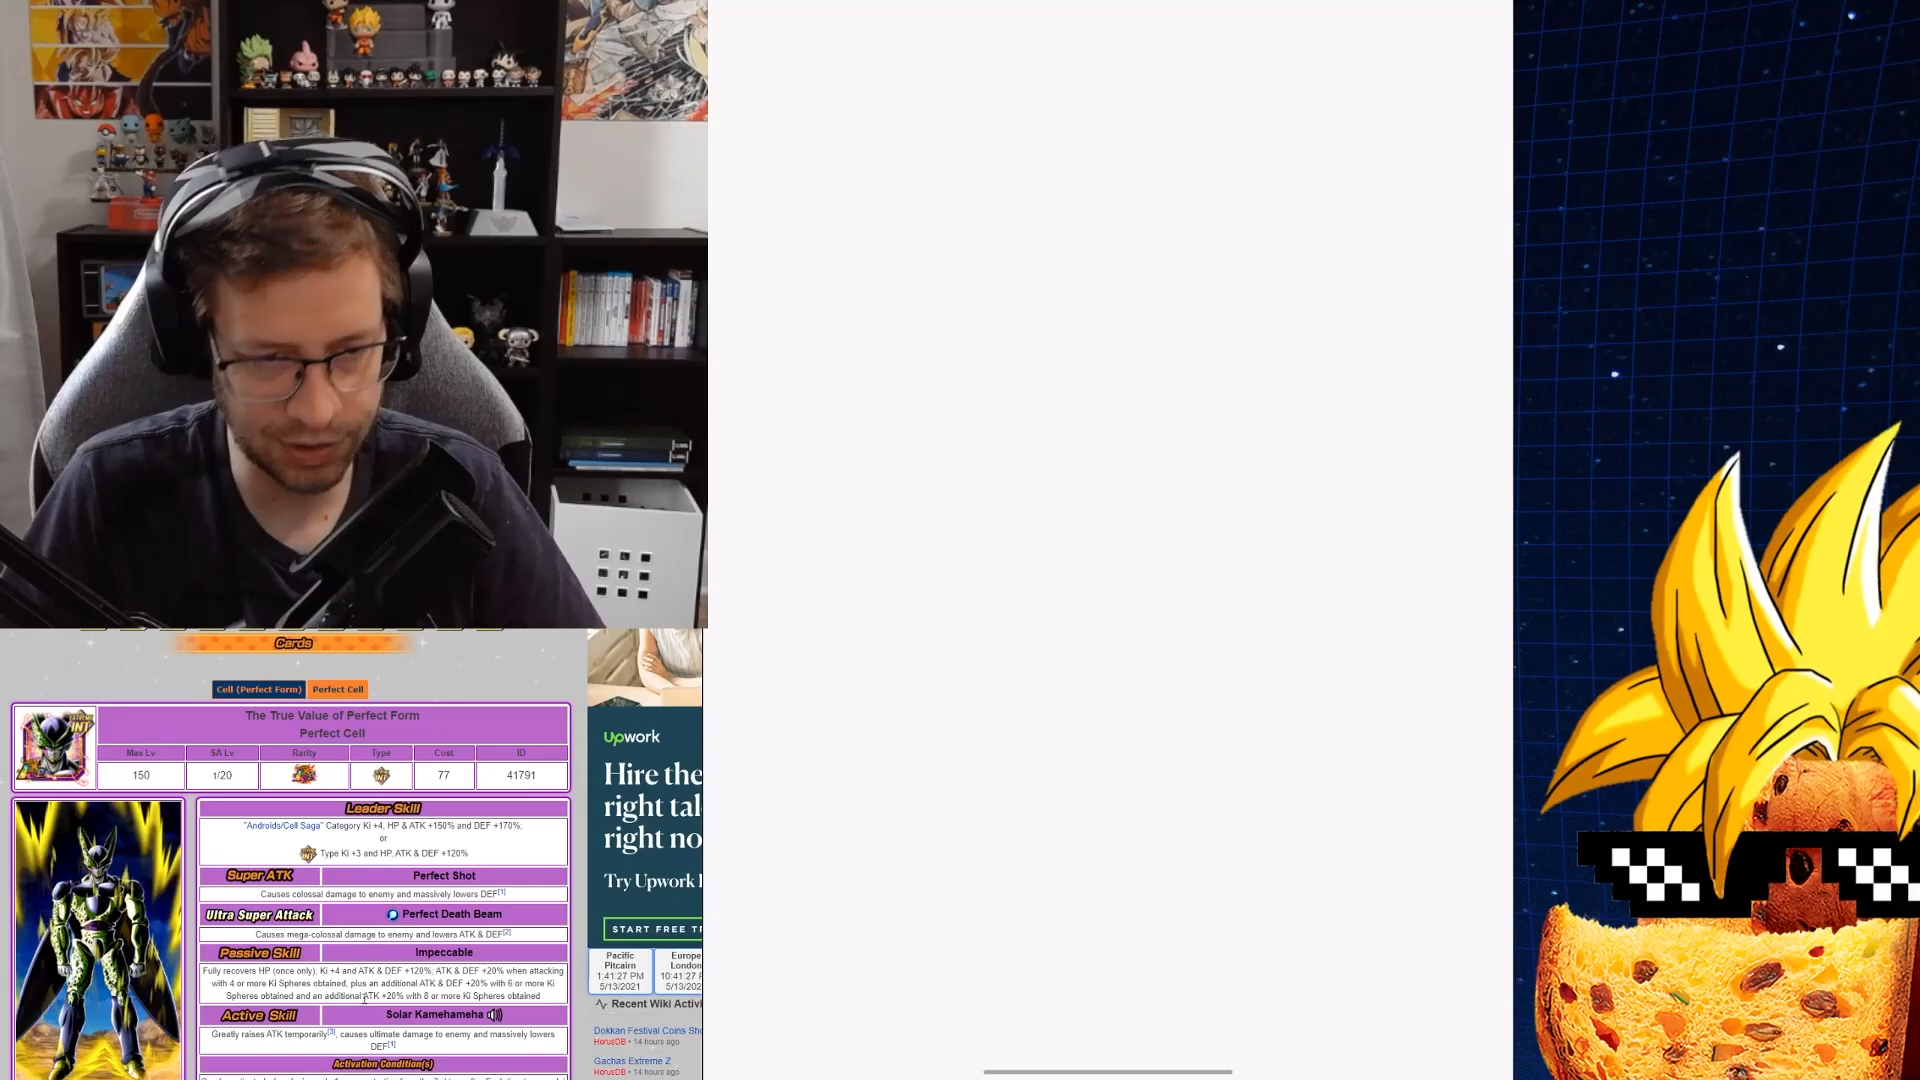 Cards
Cell (Perfect Form) Perfect Cell
The True Value of Perfect Form
Perfect Cell
Max Lv SA Lv Rarity Type Cost ID
150 1/20 INT 77 41791
Leader Skill
"Androids/Cell Saga" Category Ki +4, HP & ATK +150% and DEF +170%;
or
Type Ki +3 and HP, ATK & DEF +120%
Super ATK Perfect Shot
Causes colossal damage to enemy and massively lowers DEF[1]
Ultra Super Attack Perfect Death Beam
Causes mega-colossal damage to enemy and lowers ATK & DEF[2]
Passive Skill Impeccable
Fully recovers HP (once only); Ki +4 and ATK & DEF +120%; ATK & DEF +20% when attacking
with 4 or more Ki Spheres obtained, plus an additional ATK & DEF +20% with 6 or more Ki
Spheres obtained and an additional ATK +20% with 8 or more Ki Spheres obtained
Active Skill Solar Kamehameha
Greatly raises ATK temporarily[3], causes ultimate damage to enemy and massively lowers
DEF[1]
Activation Condition(s)
Upwork
Hire the
right tal
right no
Try Upwork
START FREE
Pacific
Pitcairn
1:41:27 PM
5/13/2021
Europe
London
10:41:27
5/13/202
Recent Wiki Activi
Dokkan Festival Coins Sho
HorusDB • 14 hours ago
Gachas Extreme Z
HorusDB • 14 hours ago